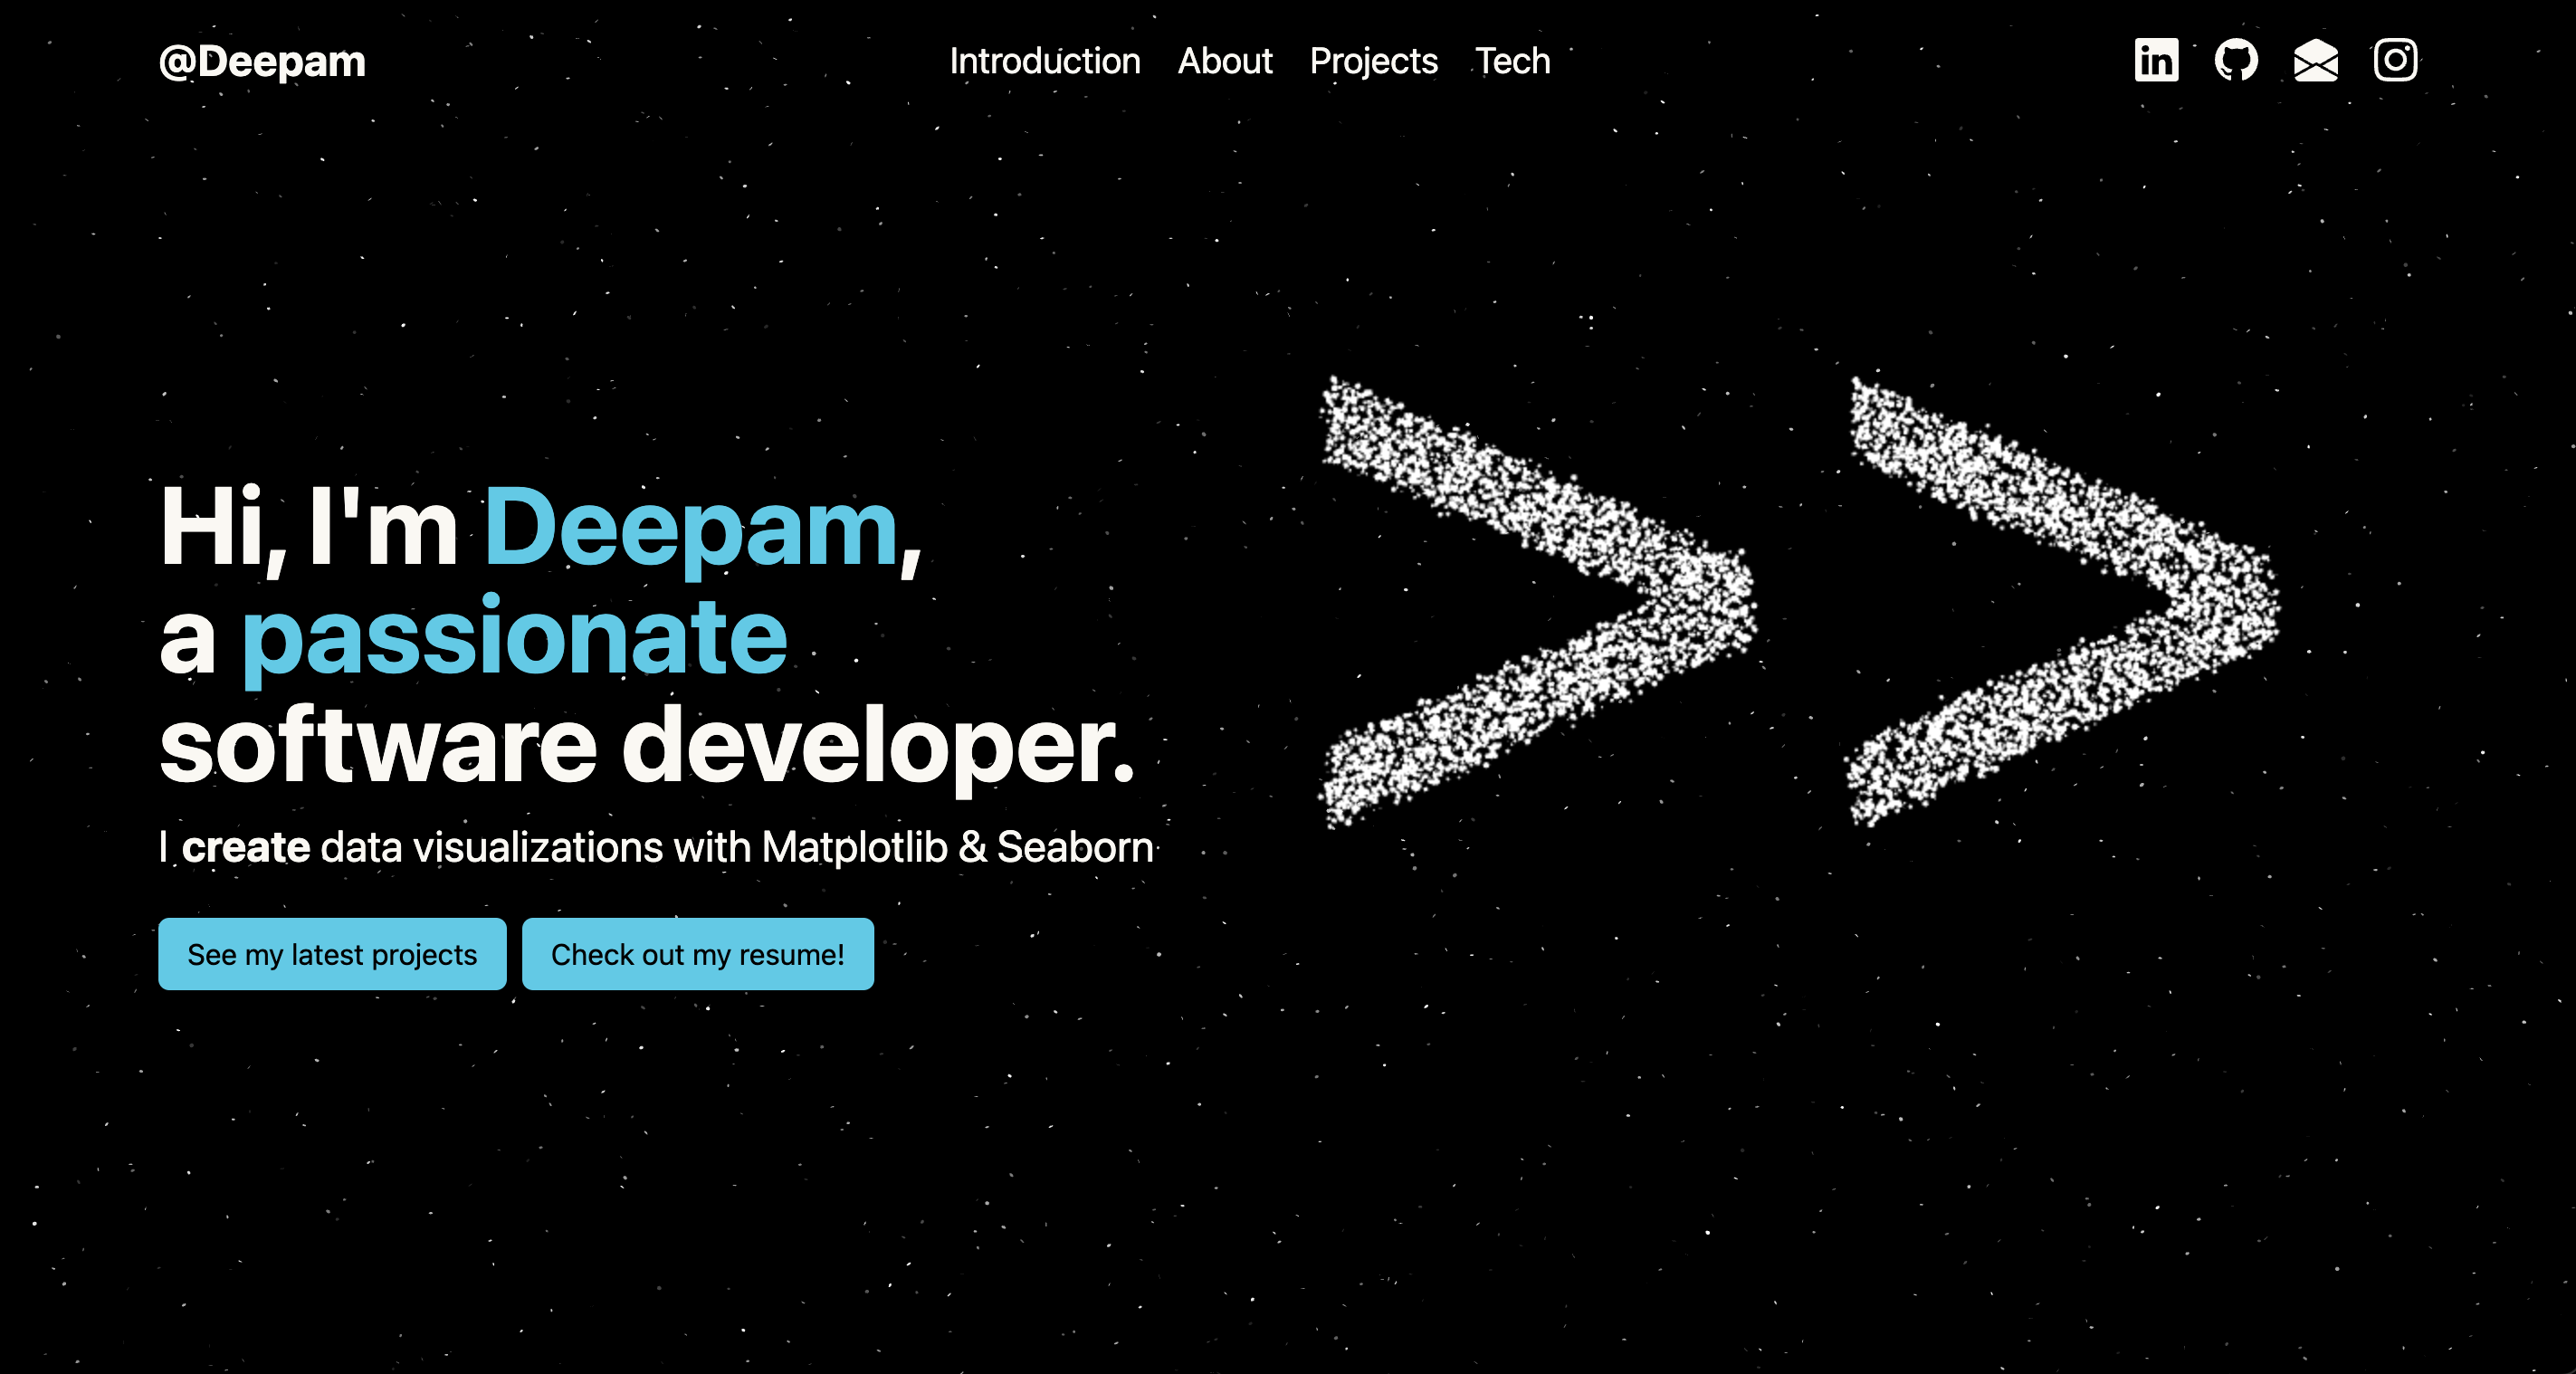 @Deepam
Introduction About Projects Tech
Hi, I'm Deepam,
a passionate
software developer.
I create data visualizations with Matplotlib & Seaborn
See my latest projects
Check out my resume!
>>